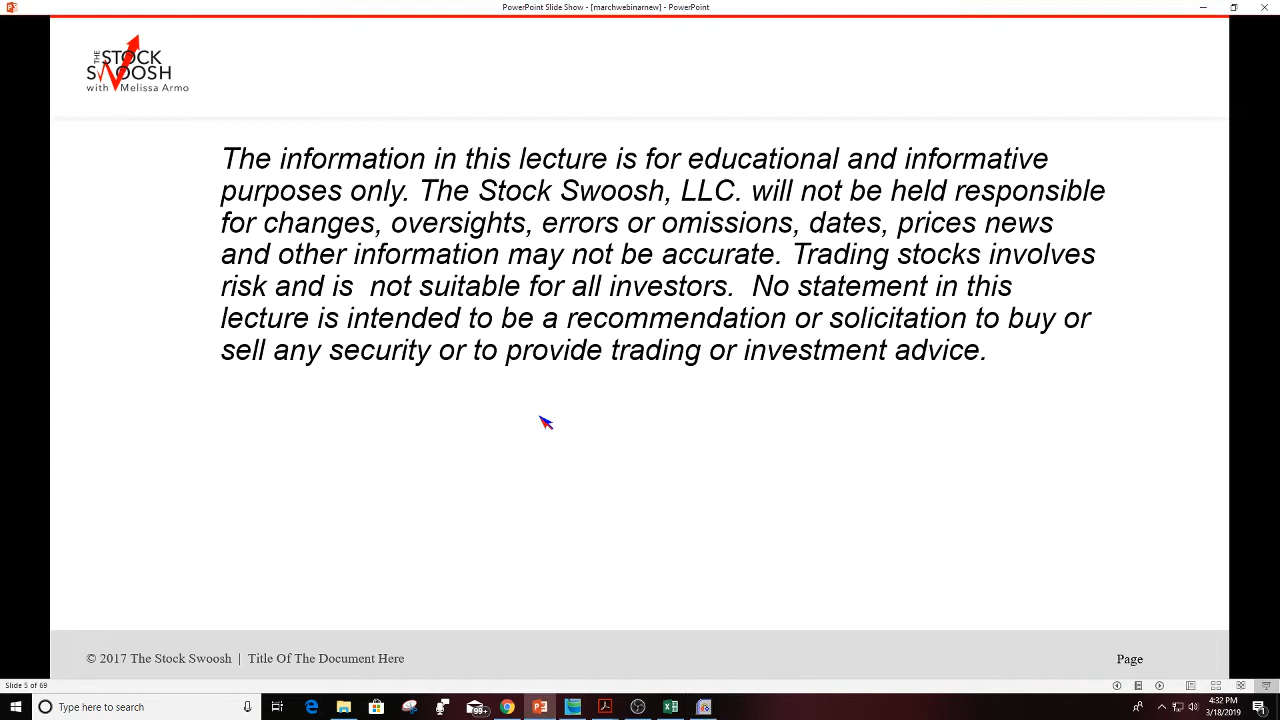 PowerPoint Slide Show - [marchwebinarnew] - PowerPoint
THE
STOCK
SWOOSH
with Melissa Armo
The information in this lecture is for educational and informative
purposes only. The Stock Swoosh, LLC. will not be held responsible
for changes, oversights, errors or omissions, dates, prices news
and other information may not be accurate. Trading stocks involves
risk and is  not suitable for all investors.  No statement in this
lecture is intended to be a recommendation or solicitation to buy or
sell any security or to provide trading or investment advice.
© 2017 The Stock Swoosh | Title Of The Document Here
Page
Slide 5 of 69
Type here to search
99+
4:32 PM
3/18/2019